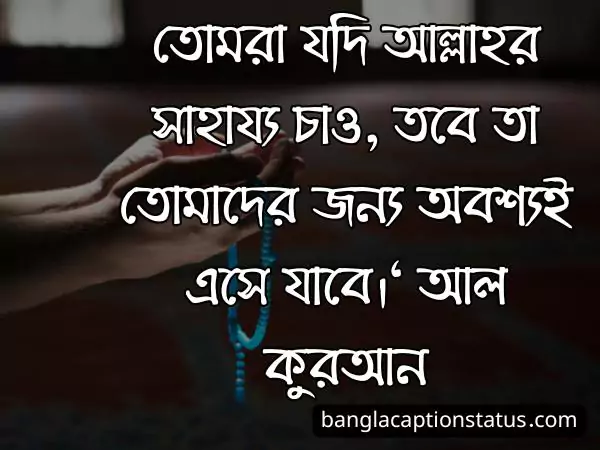 তোমরা যদি আল্লাহর
সাহায্য চাও, তবে তা
তোমাদের জন্য অবশ্যই
এসে যাবে।‘ আল
কুরআন
banglacaptionstatus.com